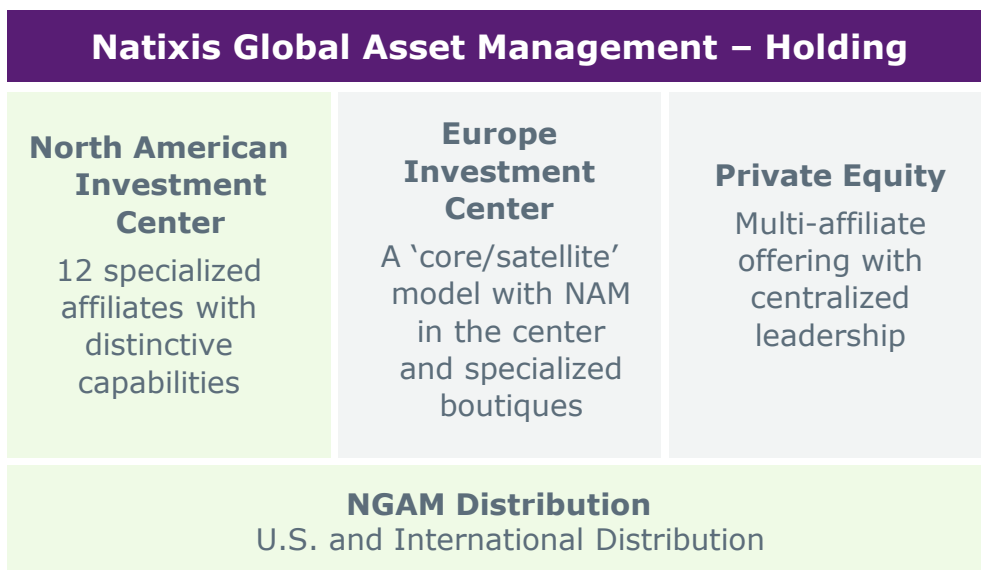 Natixis Global Asset Management – Holding
North American
Investment
Center
12 specialized
affiliates with
distinctive
capabilities
Europe
Investment
Center
A ‘core/satellite’
model with NAM
in the center
and specialized
boutiques
Private Equity
Multi-affiliate
offering with
centralized
leadership
NGAM Distribution
U.S. and International Distribution